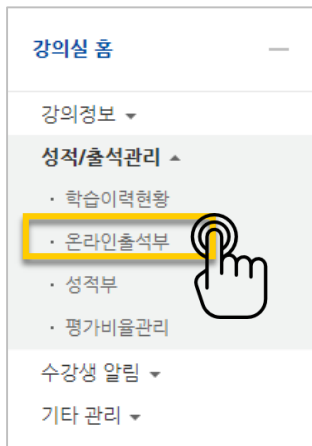 강의실 홈
강의정보
성적/출석관리
· 학습이력현황
· 온라인출석부
· 성적부
· 평가비율관리
수강생 알림
기타 관리